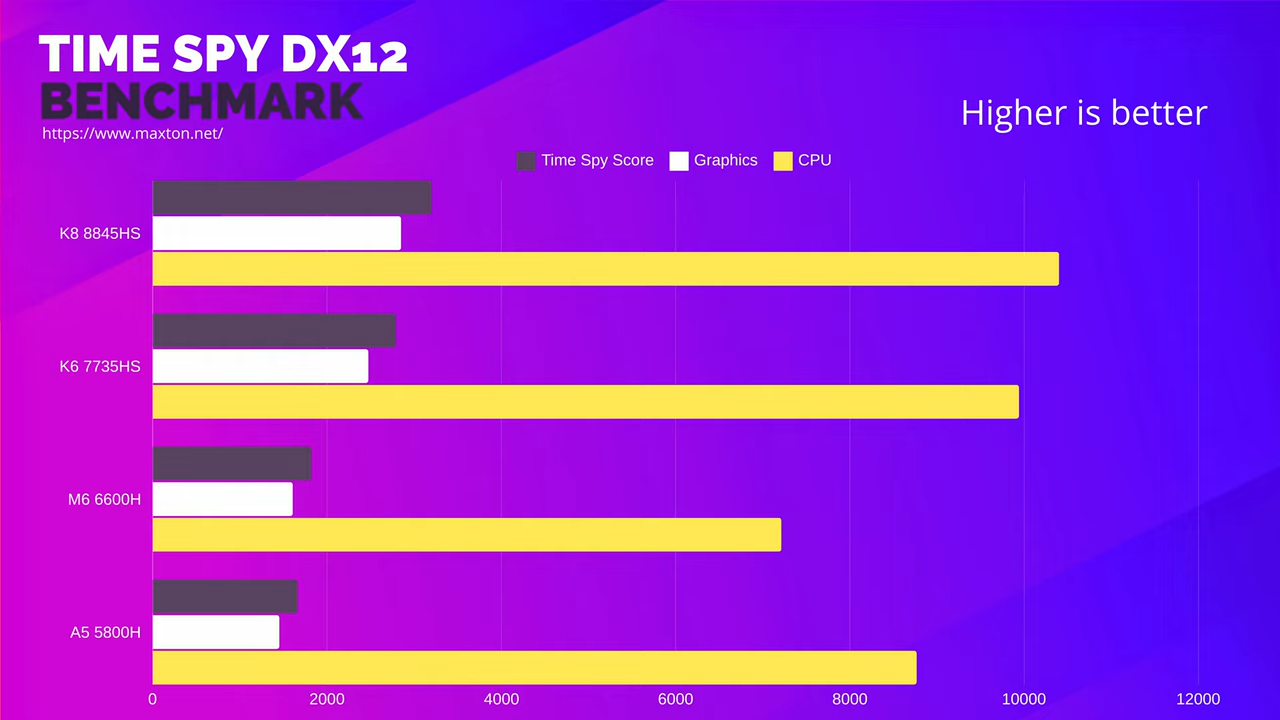 TIME SPY DX12
BENCHMARK
https://www.maxton.net/
Higher is better
Time Spy Score Graphics CPU
K8 8845HS
K6 7735HS
M6 6600H
A5 5800H
0 2000 4000 6000 8000 10000 12000